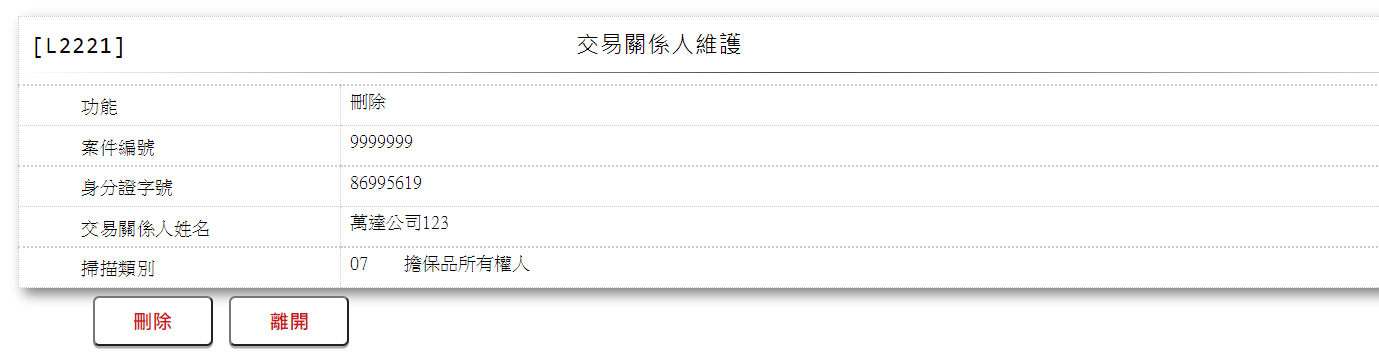 [L2221] 交易關係人維護
功能 刪除
案件編號 9999999
身分證字號 86995619
交易關係人姓名 萬達公司123
掃描類別 07 擔保品所有權人
刪除 離開